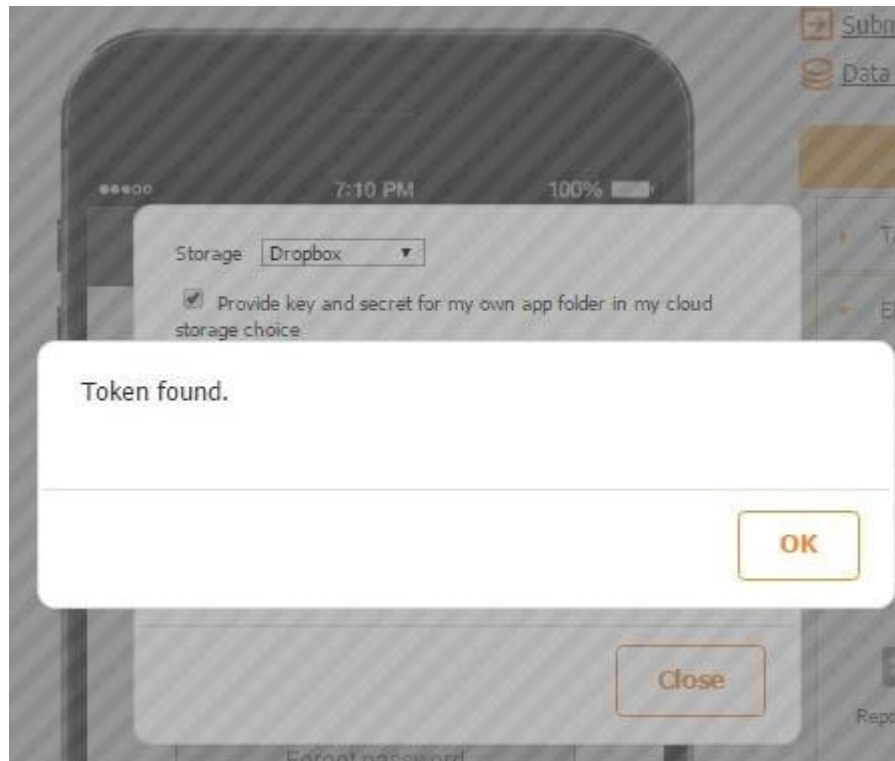 Subm
Data
7:10 PM 100%
Storage Dropbox
Provide key and secret for my own app folder in my cloud
storage choice
Token found.
OK
Close
Repo
Forgot password